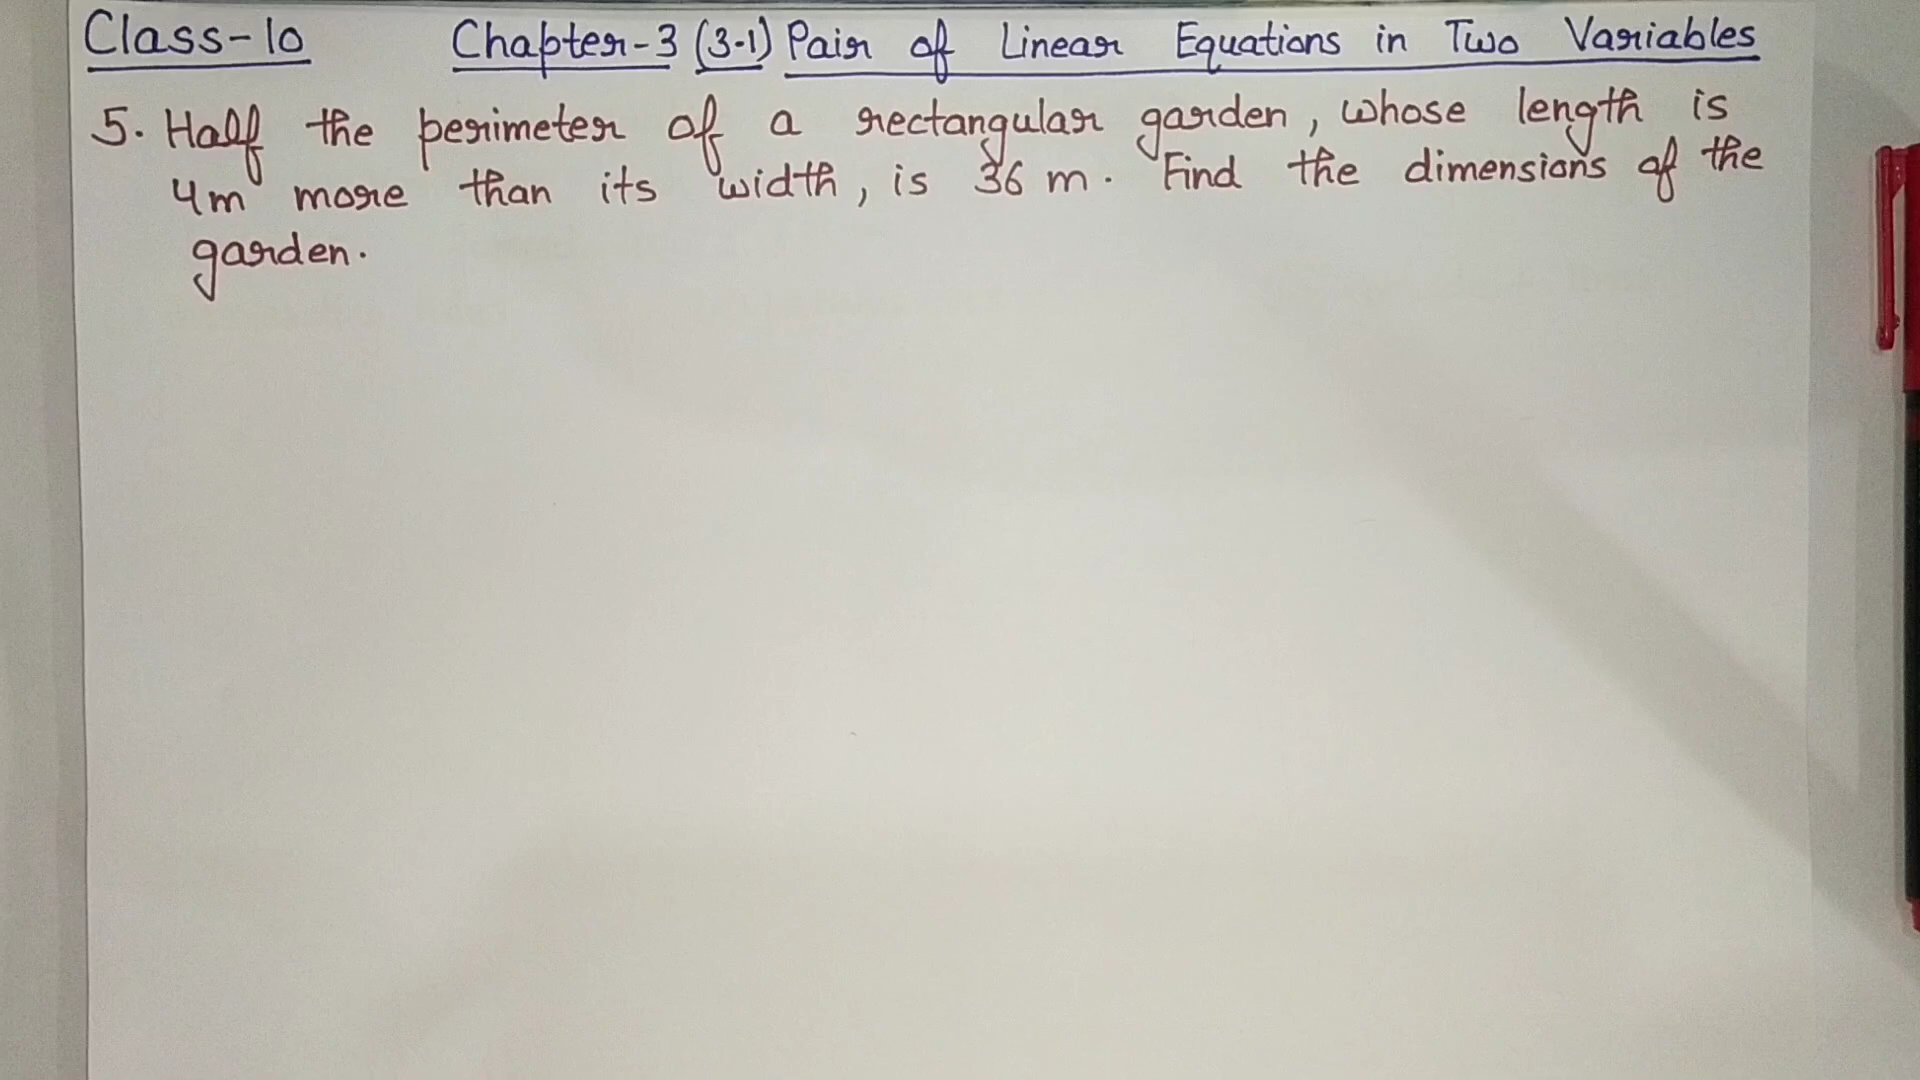 Class-10 Chapter-3 (3.1) Pair of Linear Equations in Two Variables
5. Half the perimeter of a rectangular garden, whose length is
4m more than its width, is 36 m. Find the dimensions of the
garden.